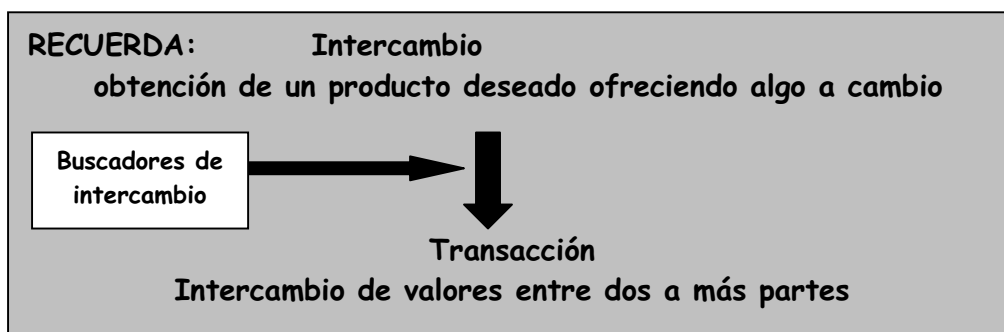 RECUERDA: Intercambio
obtención de un producto deseado ofreciendo algo a cambio
Buscadores de
intercambio
Transacción
Intercambio de valores entre dos a más partes